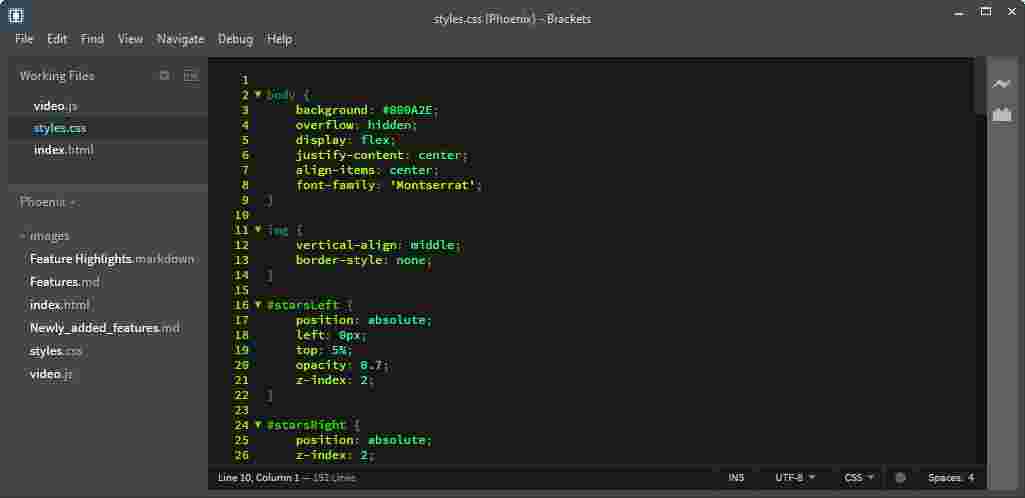 styles.css (Phoenix) - Brackets
File Edit Find View Navigate Debug Help
Working Files
video.js
styles.css
index.html
Phoenix
images
Feature Highlights.markdown
Features.md
index.html
Newly_added_features.md
styles.css
video.js
1
2 body {
3 background: #000A2E;
4 overflow: hidden;
5 display: flex;
6 justify-content: center;
7 align-items: center;
8 font-family: 'Montserrat';
9 }
10
11 img {
12 vertical-align: middle;
13 border-style: none;
14 }
15
16 #starsLeft {
17 position: absolute;
18 left: 0px;
19 top: 5%;
20 opacity: 0.7;
21 z-index: 2;
22 }
23
24 #starsRight {
25 position: absolute;
26 z-index: 2;
Line 10, Column 1 — 191 Lines INS UTF-8 CSS Spaces: 4